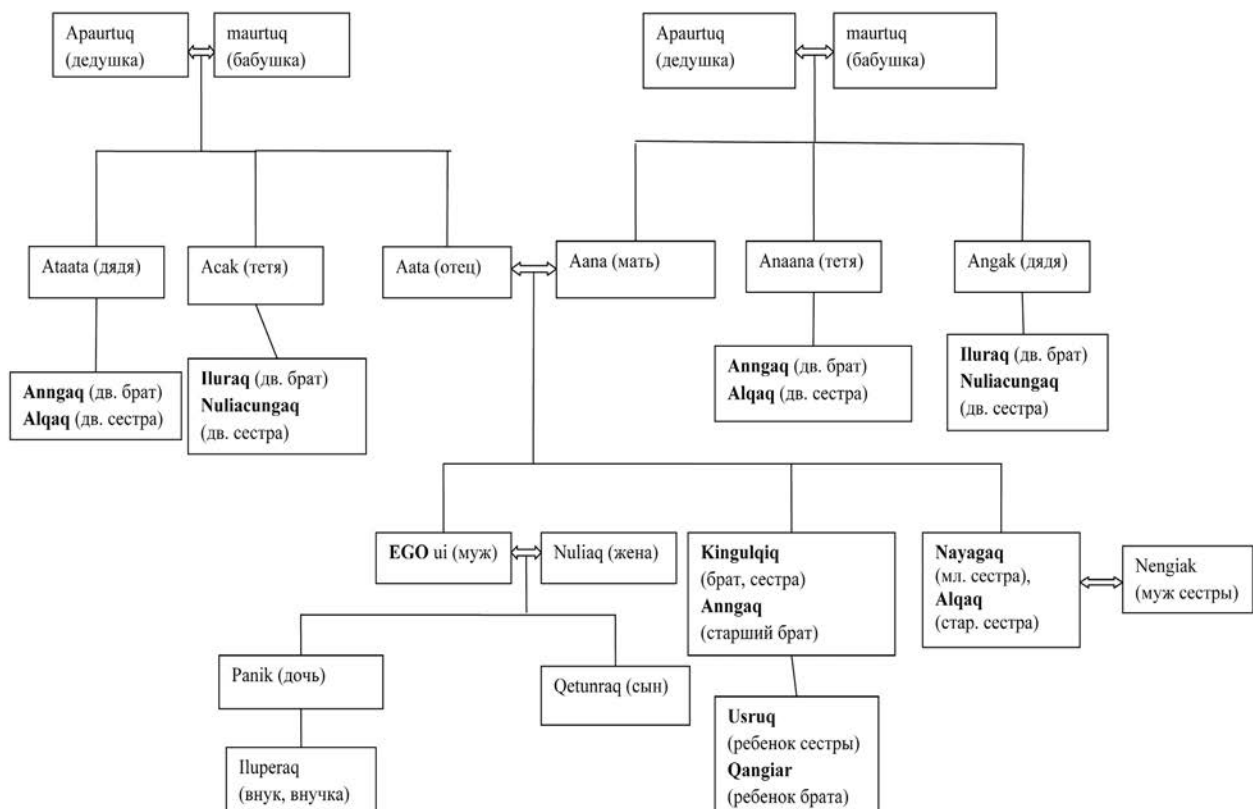 Apaurtuq
(дедушка)
maurtuq
(бабушка)
Apaurtuq
(дедушка)
maurtuq
(бабушка)
Ataata (дядя)
Acak (тетя)
Aata (отец)
Aana (мать)
Anaana (тетя)
Angak (дядя)
Anngaq (дв. брат)
Alqaq (дв. сестра)
Iluraq (дв. брат)
Nuliacungaq
(дв. сестра)
Anngaq (дв. брат)
Alqaq (дв. сестра)
Iluraq (дв. брат)
Nuliacungaq
(дв. сестра)
EGO ui (муж)
Nuliaq (жена)
Kingulqiq
(брат, сестра)
Anngaq
(старший брат)
Nayagaq
(мл. сестра),
Alqaq
(стар. сестра)
Nengiak
(муж сестры)
Panik (дочь)
Qetunraq (сын)
Usruq
(ребенок сестры)
Qangiar
(ребенок брата)
Iluperaq
(внук, внучка)